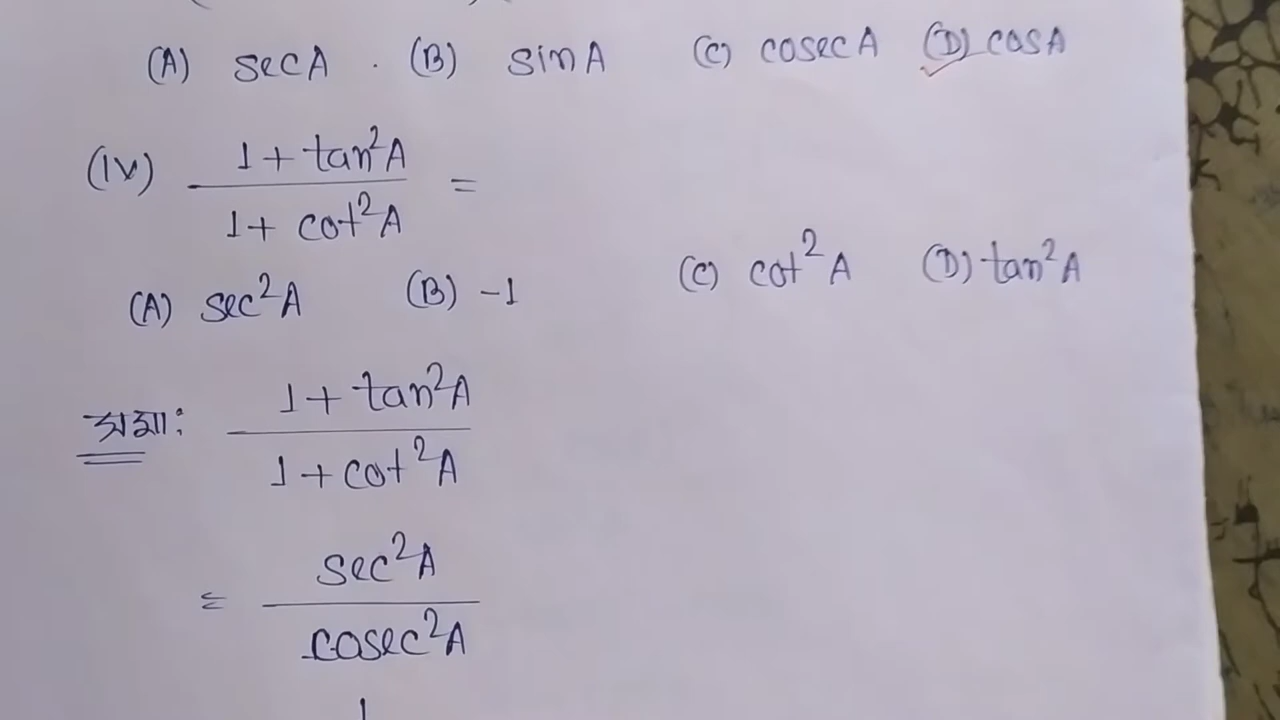 (A) secA . (B) sinA (C) cosecA (D) cosA
(iv) 1 + tan²A
1 + cot²A =
(A) sec²A (B) -1 (C) cot²A (D) tan²A
সমা: 1 + tan²A
1 + cot²A
= sec²A
cosec²A
1